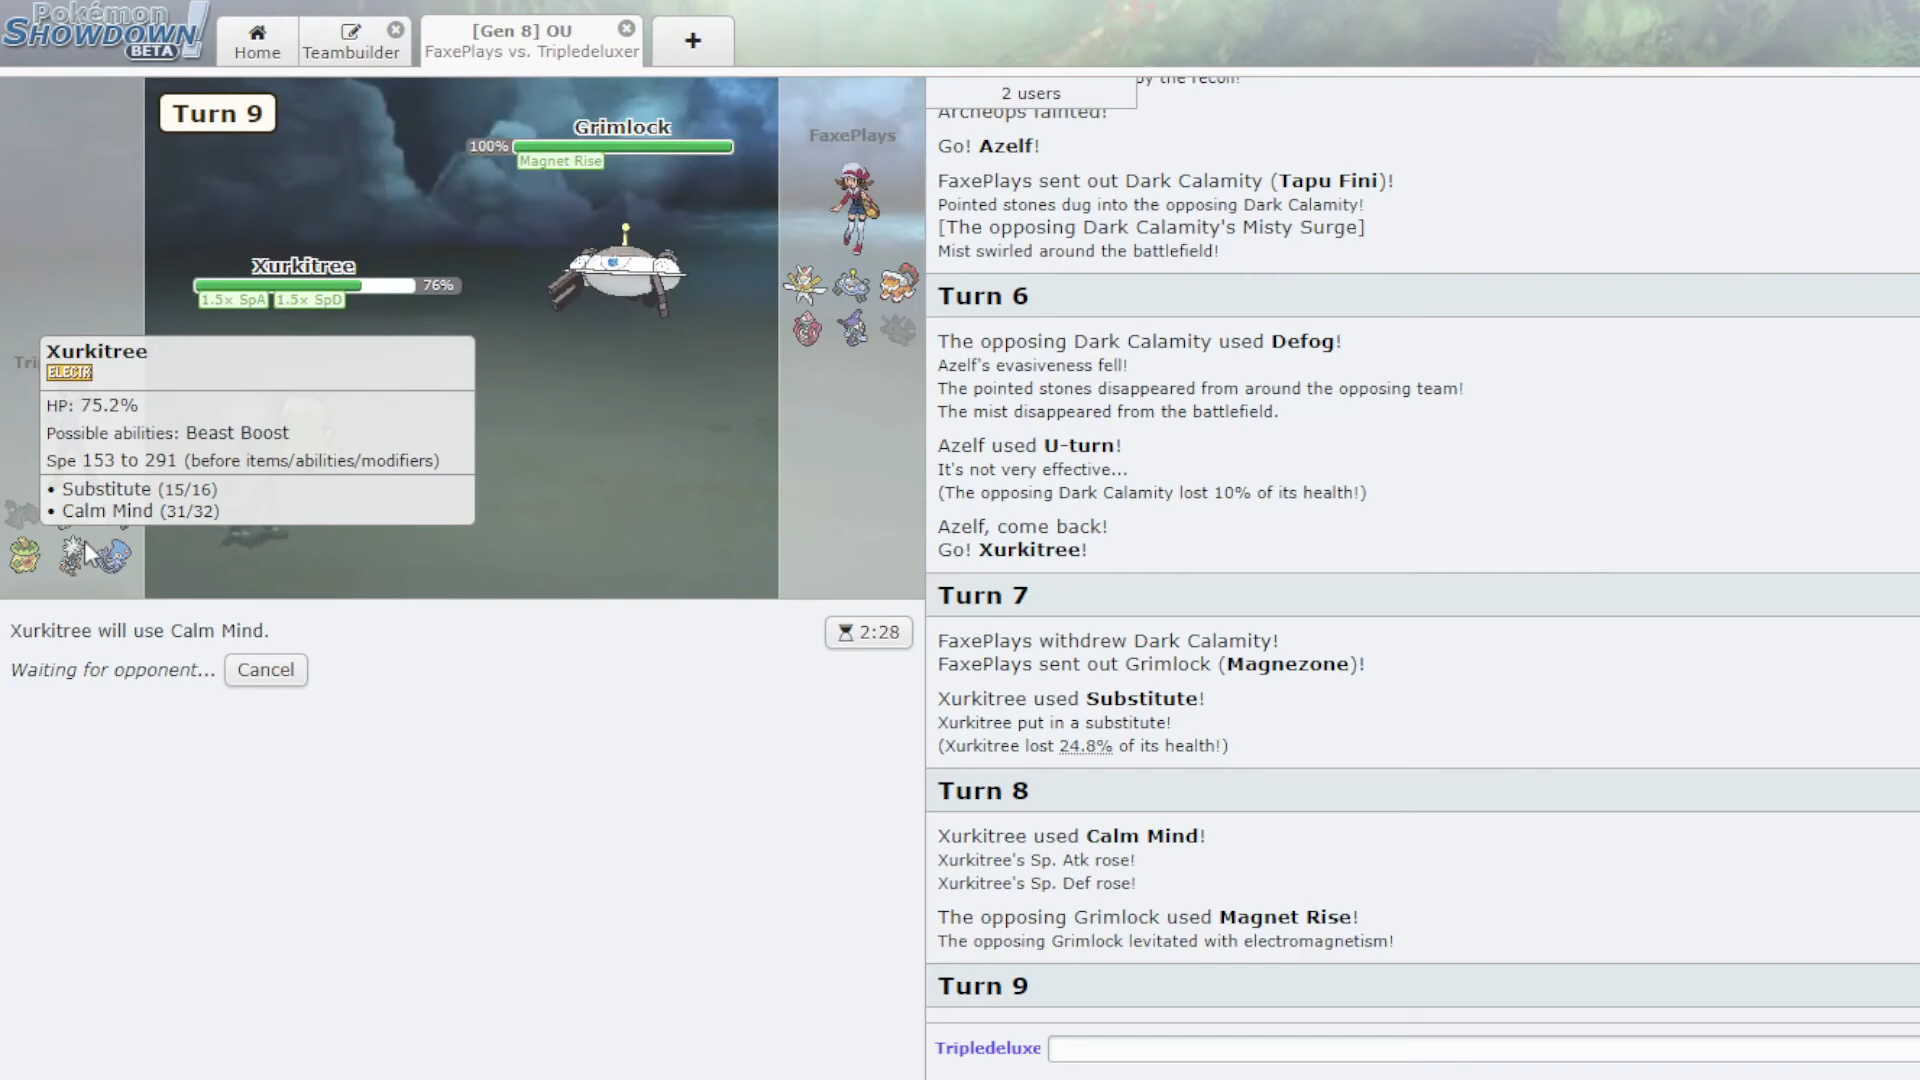 Pokémon
SHOWDOWN!
BETA
Home
Teambuilder
[Gen 8] OU
FaxePlays vs. Tripledeluxer
+
Turn 9
Grimlock
100%
Magnet Rise
Xurkitree
76%
1.5× SpA 1.5× SpD
FaxePlays
Tri
Xurkitree
ELECTR
HP: 75.2%
Possible abilities: Beast Boost
Spe 153 to 291 (before items/abilities/modifiers)
• Substitute (15/16)
• Calm Mind (31/32)
Xurkitree will use Calm Mind.
2:28
Waiting for opponent... Cancel
by the recoil!
2 users
Archeops fainted!
Go! Azelf!
FaxePlays sent out Dark Calamity (Tapu Fini)!
Pointed stones dug into the opposing Dark Calamity!
[The opposing Dark Calamity's Misty Surge]
Mist swirled around the battlefield!
Turn 6
The opposing Dark Calamity used Defog!
Azelf's evasiveness fell!
The pointed stones disappeared from around the opposing team!
The mist disappeared from the battlefield.
Azelf used U-turn!
It's not very effective...
(The opposing Dark Calamity lost 10% of its health!)
Azelf, come back!
Go! Xurkitree!
Turn 7
FaxePlays withdrew Dark Calamity!
FaxePlays sent out Grimlock (Magnezone)!
Xurkitree used Substitute!
Xurkitree put in a substitute!
(Xurkitree lost 24.8% of its health!)
Turn 8
Xurkitree used Calm Mind!
Xurkitree's Sp. Atk rose!
Xurkitree's Sp. Def rose!
The opposing Grimlock used Magnet Rise!
The opposing Grimlock levitated with electromagnetism!
Turn 9
Tripledeluxe